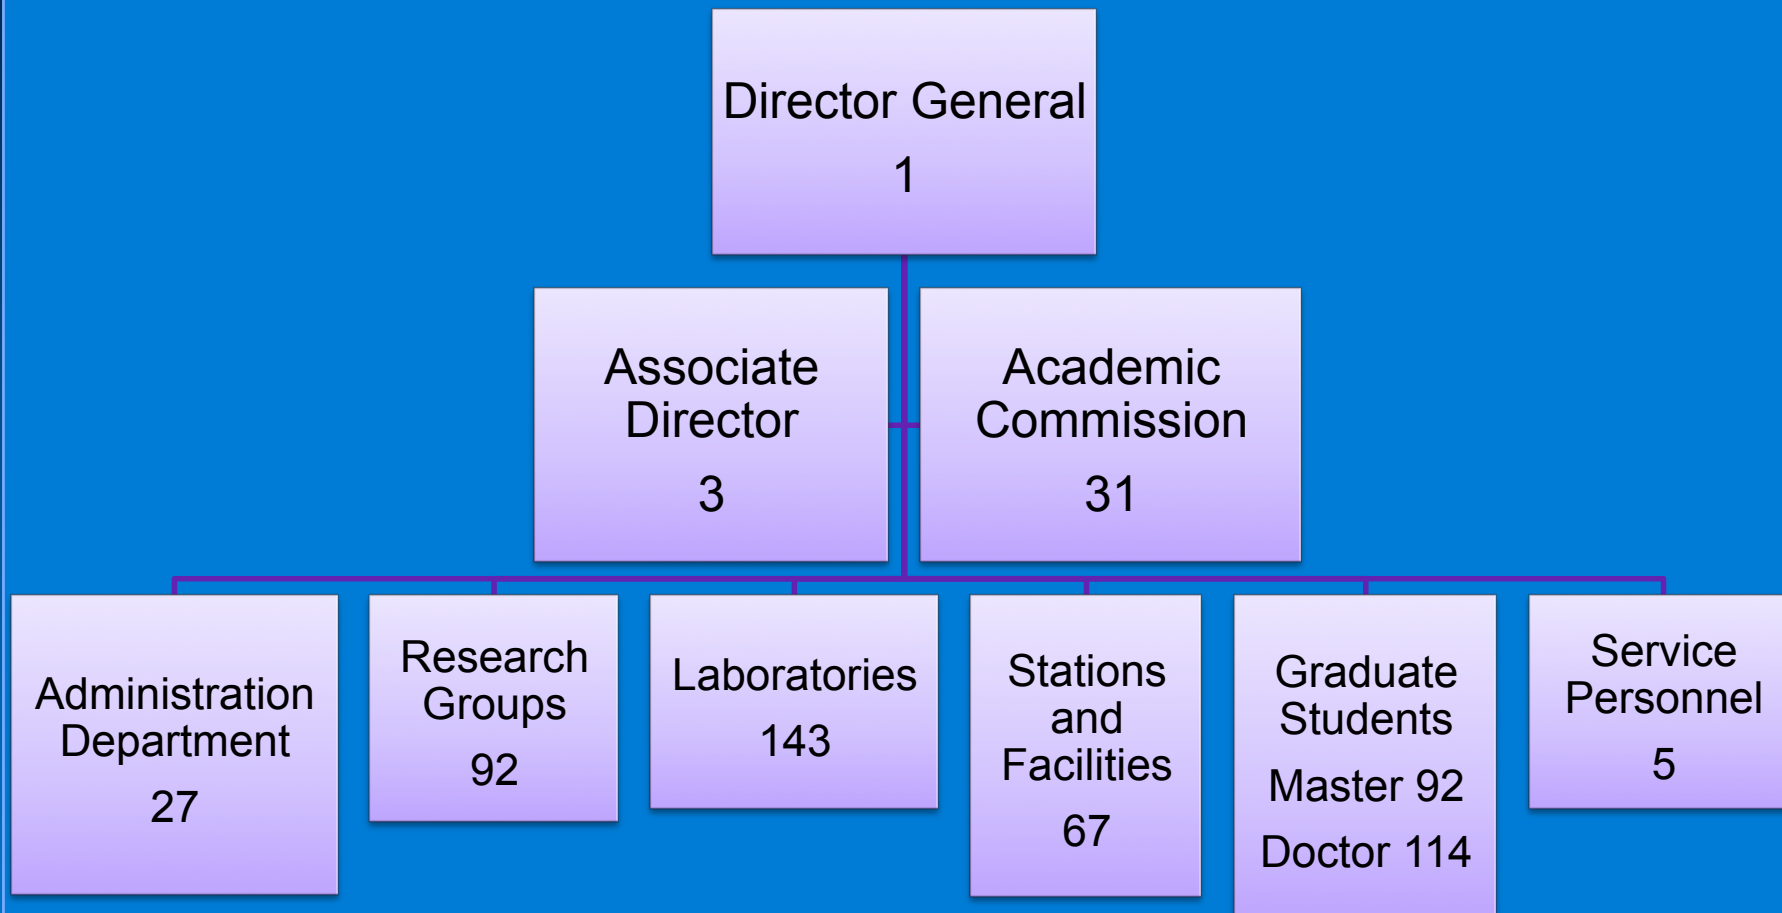 Director General
1
Associate
Director
3
Academic
Commission
31
Administration
Department
27
Research
Groups
92
Laboratories
143
Stations
and
Facilities
67
Graduate
Students
Master 92
Doctor 114
Service
Personnel
5